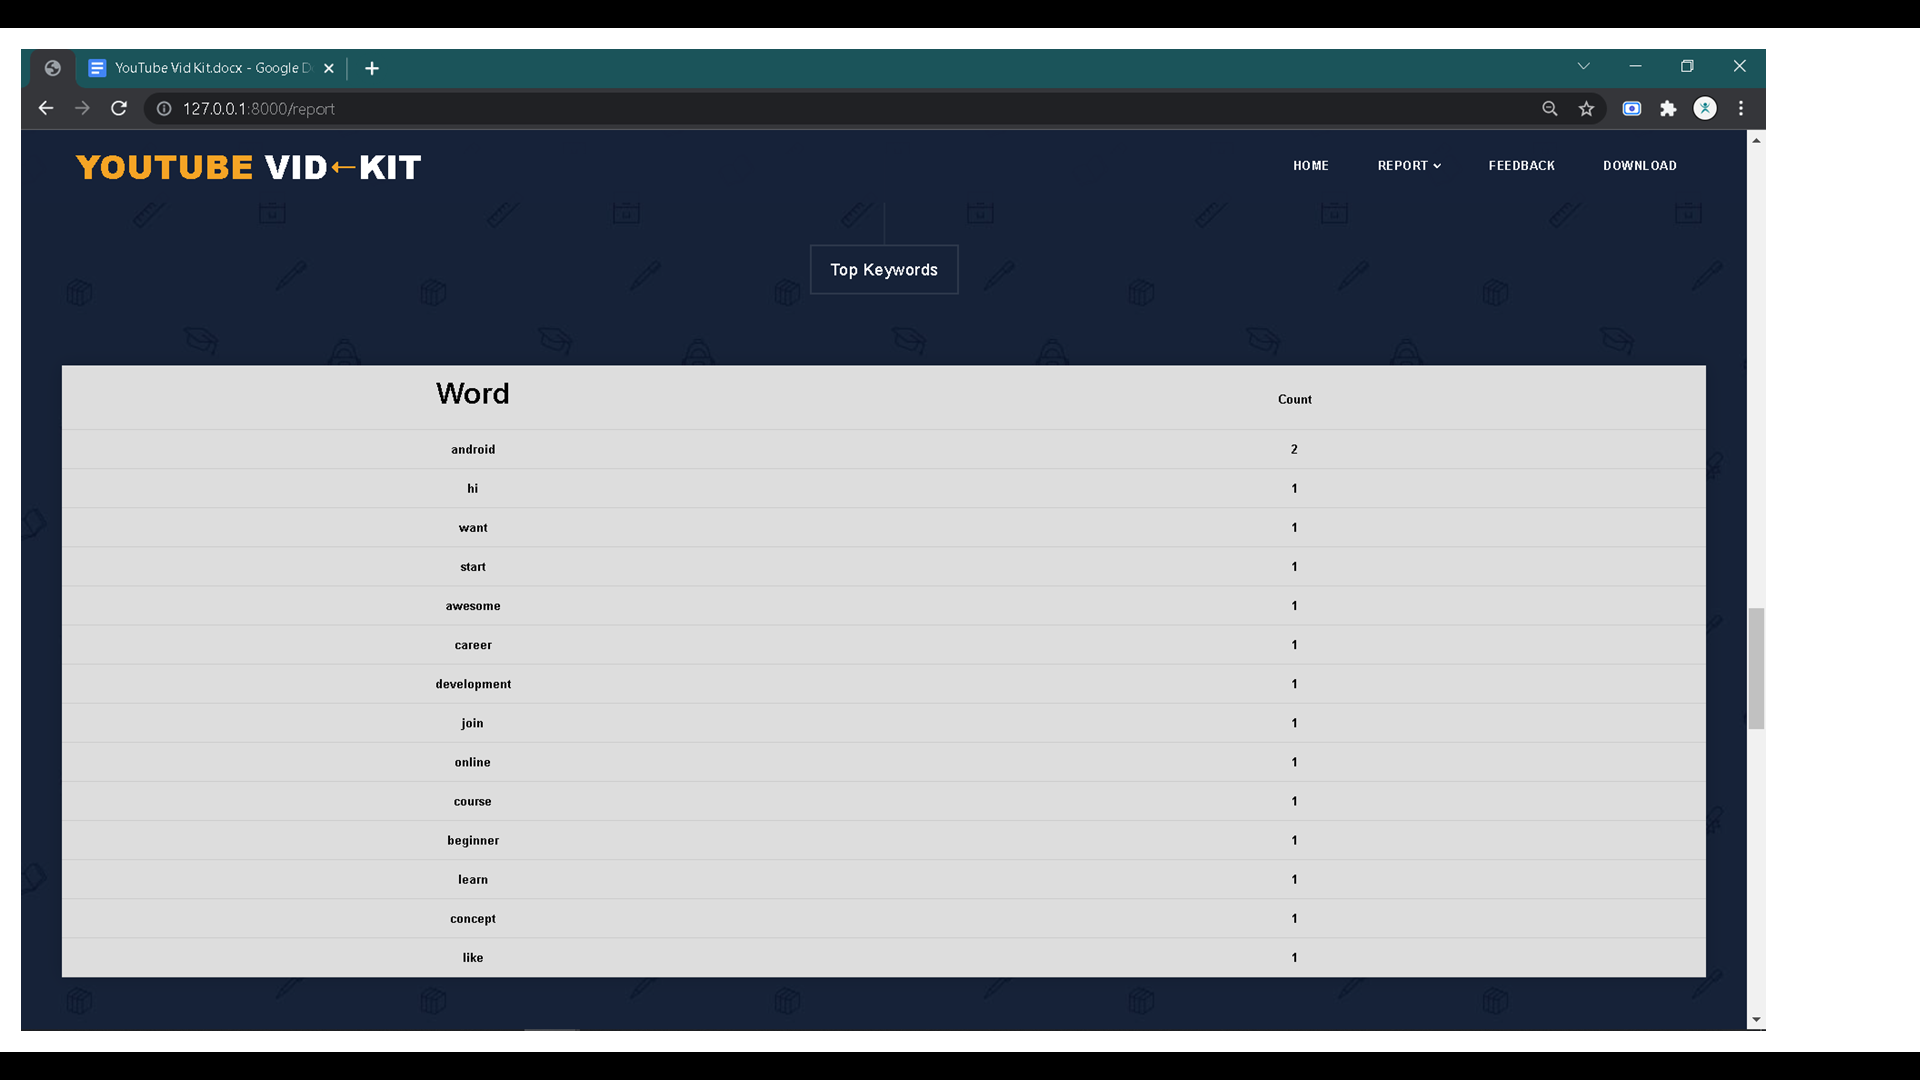 YouTube Vid Kit.docx - Google D
127.0.0.1:8000/report
YOUTUBE VID←KIT
HOME REPORT FEEDBACK DOWNLOAD
Top Keywords
Word Count
android 2
hi 1
want 1
start 1
awesome 1
career 1
development 1
join 1
online 1
course 1
beginner 1
learn 1
concept 1
like 1